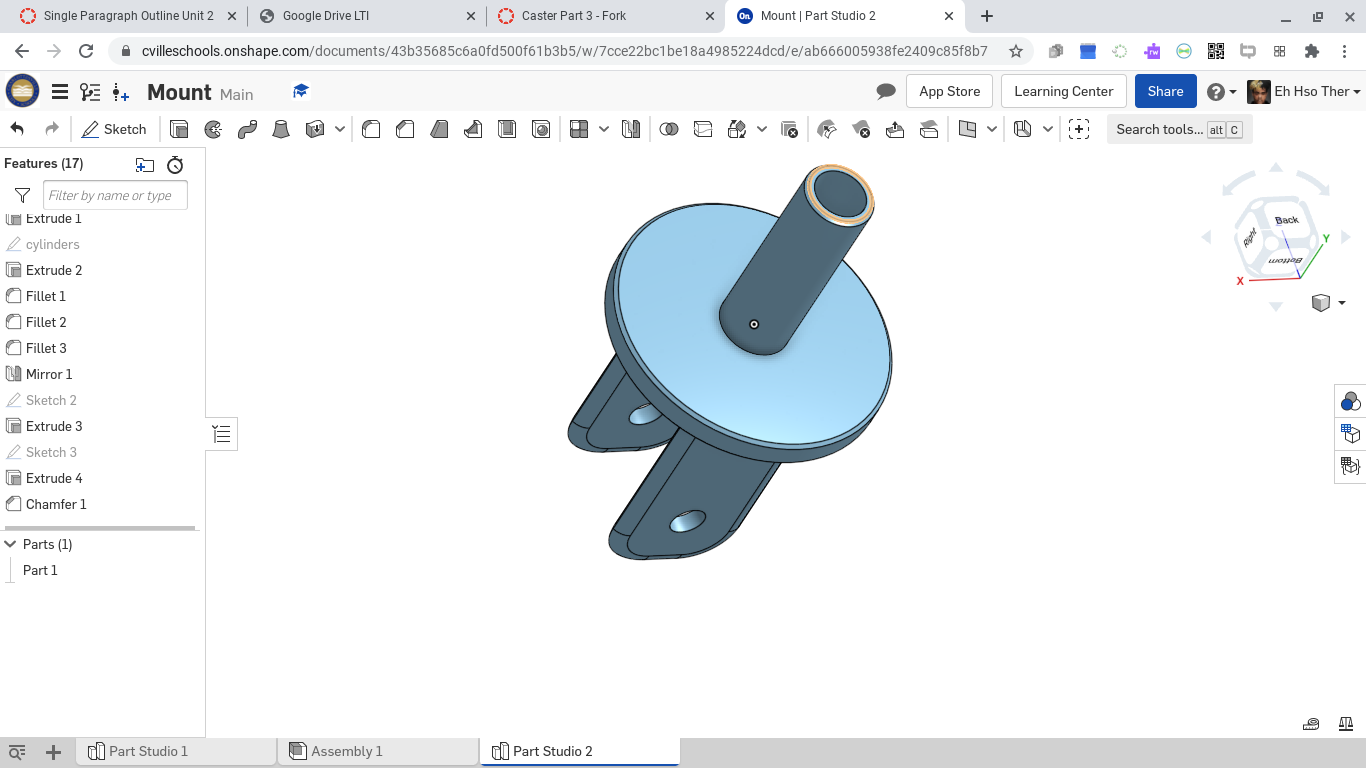 Single Paragraph Outline Unit 2
Google Drive LTI
Caster Part 3 - Fork
On
Mount | Part Studio 2
cvilleschools.onshape.com/documents/43b35685c6a0fd500f61b3b5/w/7cce22bc1be18a4985224dcd/e/ab666005938fe2409c85f8b7
rw
Mount Main
App Store
Learning Center
Share
Eh Hso Ther
Sketch
Search tools... alt C
Features (17)
Filter by name or type
Extrude 1
cylinders
Extrude 2
Fillet 1
Fillet 2
Fillet 3
Mirror 1
Sketch 2
Extrude 3
Sketch 3
Extrude 4
Chamfer 1
Parts (1)
Part 1
Back
Right
Bottom
Y
X
Part Studio 1
Assembly 1
Part Studio 2